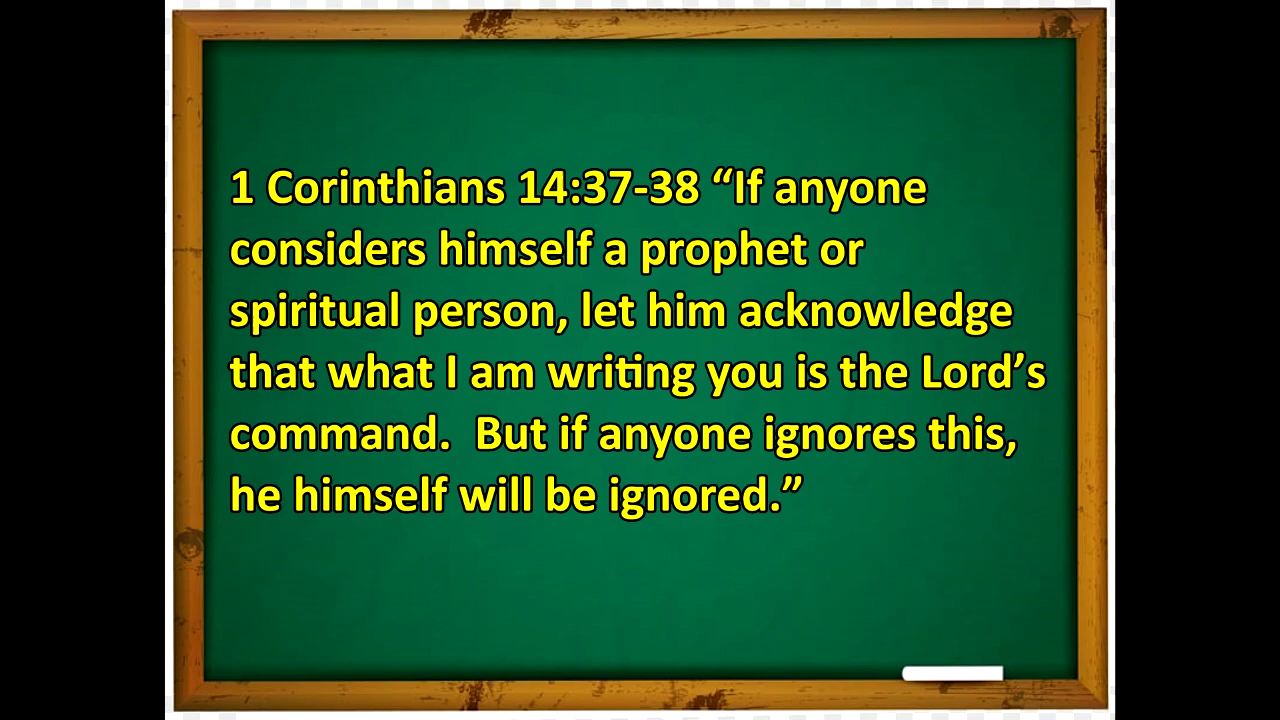 1 Corinthians 14:37-38 “If anyone
considers himself a prophet or
spiritual person, let him acknowledge
that what I am writing you is the Lord’s
command.  But if anyone ignores this,
he himself will be ignored.”